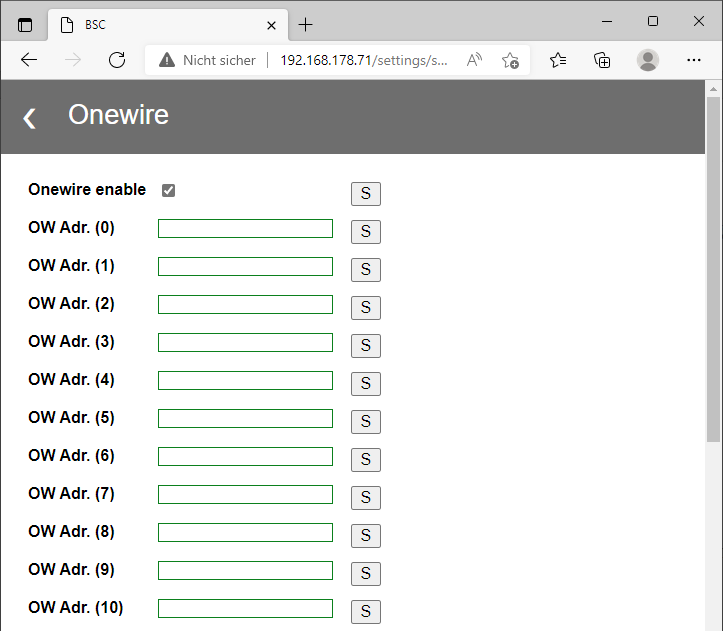 BSC
Nicht sicher 192.168.178.71/settings/s...
Onewire
Onewire enable S
OW Adr. (0) S
OW Adr. (1) S
OW Adr. (2) S
OW Adr. (3) S
OW Adr. (4) S
OW Adr. (5) S
OW Adr. (6) S
OW Adr. (7) S
OW Adr. (8) S
OW Adr. (9) S
OW Adr. (10) S